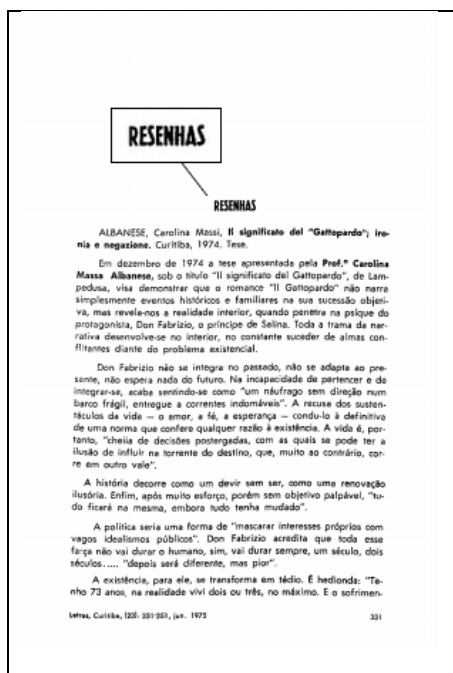 RESENHAS
RESENHAS
ALBANESE, Carolina Massi, Il significato del "Gattopardo"; iro-
nia e negazione. Curitiba, 1974. Tese.
Em dezembro de 1974 a tese apresentada pela Prof.ª Carolina
Massa Albanese, sob o título "Il significato del Gattopardo", de Lam-
pedusa, visa demonstrar que o romance "Il Gattopardo" não narra
simplesmente eventos históricos e familiares na sua sucessão objeti-
va, mas revela-nos a realidade interior, quando penetra na psique do
protagonista, Don Fabrizio, o príncipe de Salina. Toda a trama da nar-
rativa desenvolve-se no interior, no constante suceder de almas con-
flitantes diante do problema existencial.
Don Fabrizio não se integra no passado, não se adapta ao pre-
sente, não espera nada do futuro. Na incapacidade de pertencer e de
integrar-se, acaba sentindo-se como "um náufrago sem direção num
barco frágil, entregue a correntes indomáveis". A recusa dos susten-
táculos da vida — o amor, a fé, a esperança — condu-lo à definitiva
de uma norma que confere qualquer razão à existência. A vida é, por-
tanto, "cheiia de decisões postergadas, com as quais se pode ter a
ilusão de influir na torrente do destino, que, muito ao contrário, cor-
re em outro vale".
A história decorre como um devir sem ser, como uma renovação
ilusória. Enfim, após muito esforço, porém sem objetivo palpável, "tu-
do ficará na mesma, embora tudo tenha mudado".
A política seria uma forma de "mascarar interesses próprios com
vagos idealismos públicos". Don Fabrizio acredita que toda esse
farça não vai durar o humano, sim, vai durar sempre, um século, dois
séculos..... "depois será diferente, mas pior".
A existência, para ele, se transforma em tédio. É hedionda: "Te-
nho 73 anos, na realidade vivi dois ou três, no máximo. E o sofrimen-
Letras, Curitiba, (23): 331-351, jun. 1975
331